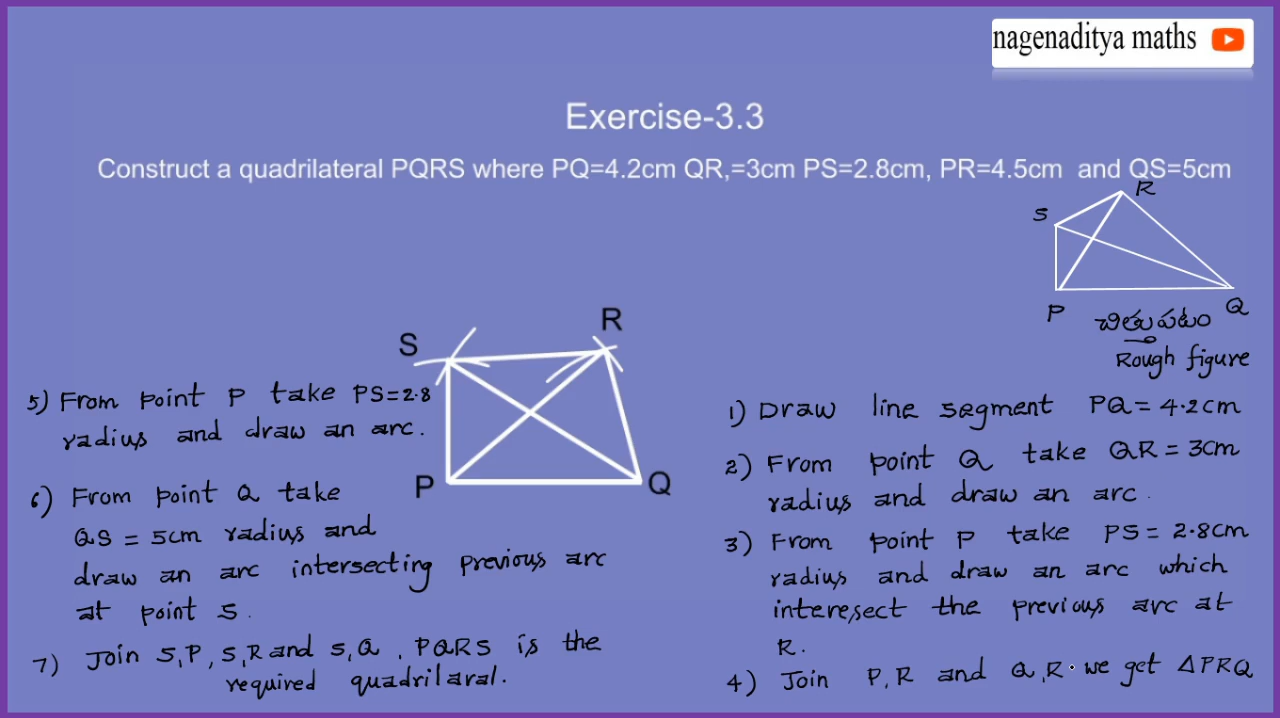 nagenaditya maths
Exercise-3.3
Construct a quadrilateral PQRS where PQ=4.2cm QR,=3cm PS=2.8cm, PR=4.5cm and QS=5cm
R
S
P
Q
చిత్తుపటం
Rough figure
S
R
P
Q
1) Draw line segment PQ = 4.2cm
2) From point Q take QR = 3cm
radius and draw an arc.
3) From point P take PS = 2.8cm
radius and draw an arc which
interesect the previous arc at
R.
4) Join P,R and Q,R. we get △PRQ
5) From point P take PS=2.8
radius and draw an arc.
6) From point Q take
QS = 5cm radius and
draw an arc intersecting previous arc
at point S.
7) Join S,P, S,R and S,Q. PQRS is the
required quadrilaral.